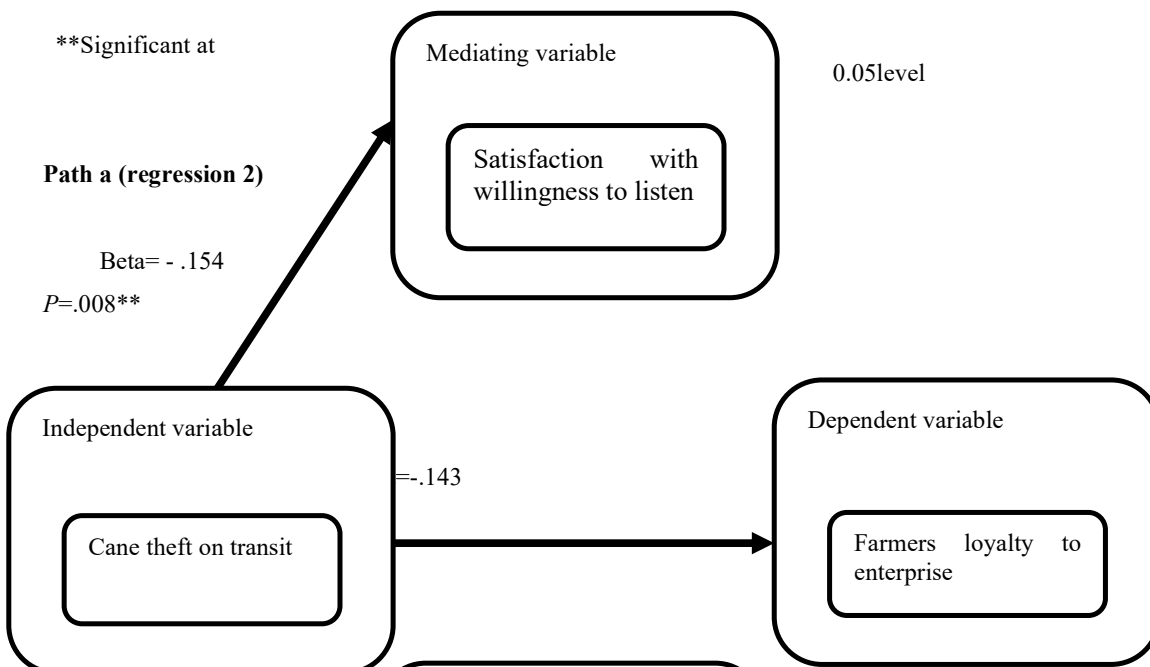 **Significant at
Mediating variable
0.05level
Satisfaction with
willingness to listen
Path a (regression 2)
Beta= - .154
P=.008**
Independent variable
Dependent variable
=-.143
Cane theft on transit
Farmers loyalty to
enterprise